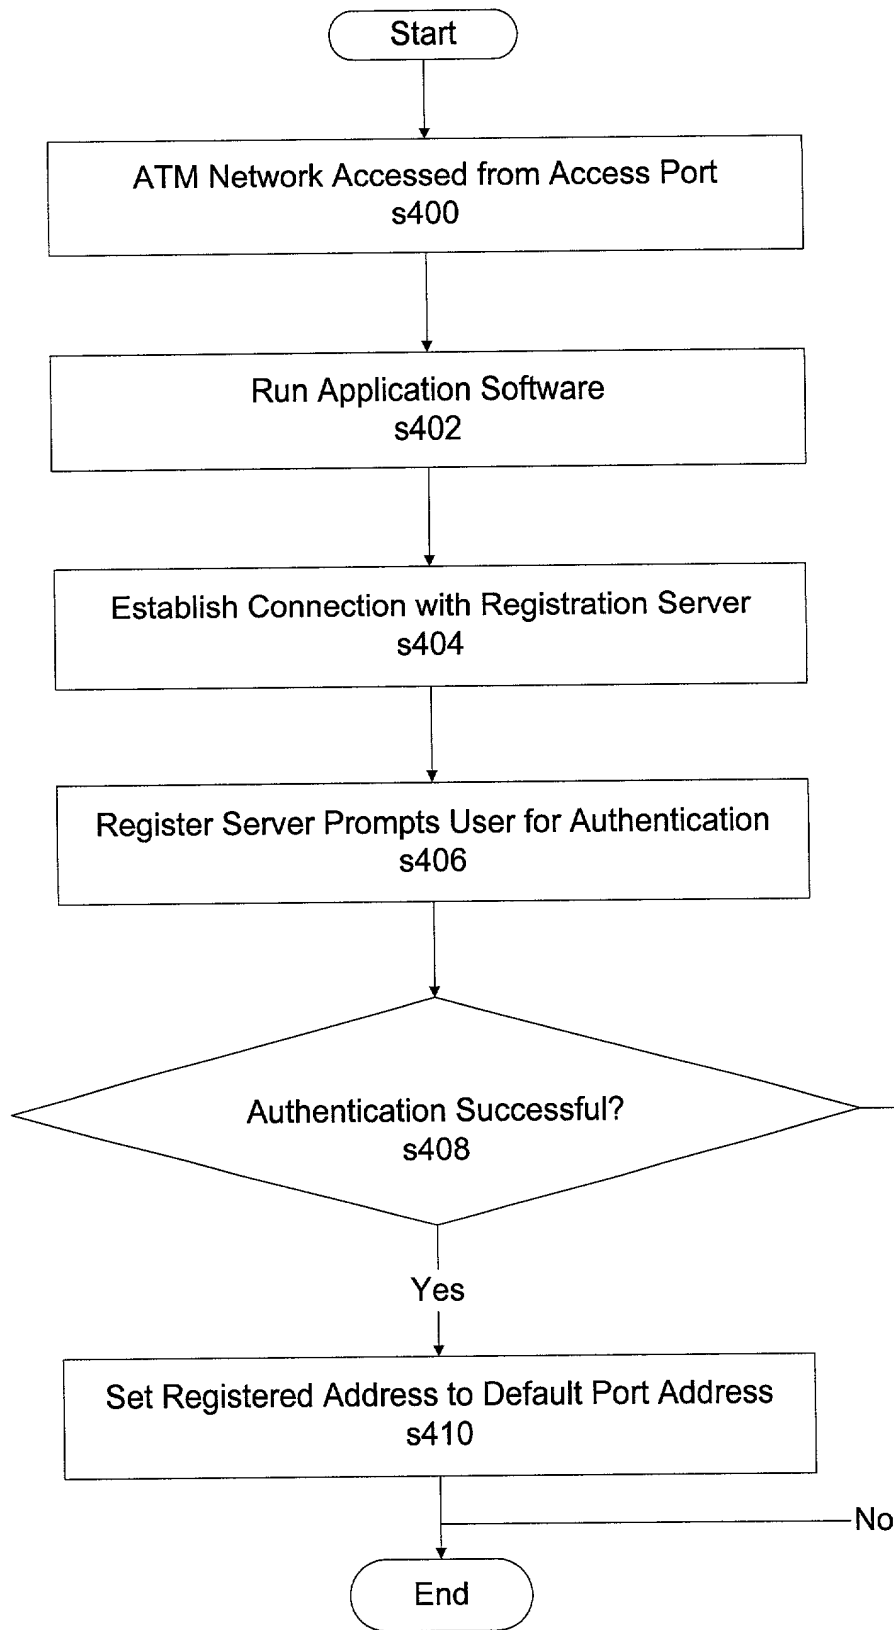 Start
ATM Network Accessed from Access Port
s400
Run Application Software
s402
Establish Connection with Registration Server
s404
Register Server Prompts User for Authentication
s406
Authentication Successful?
s408
Yes
Set Registered Address to Default Port Address
s410
No
End